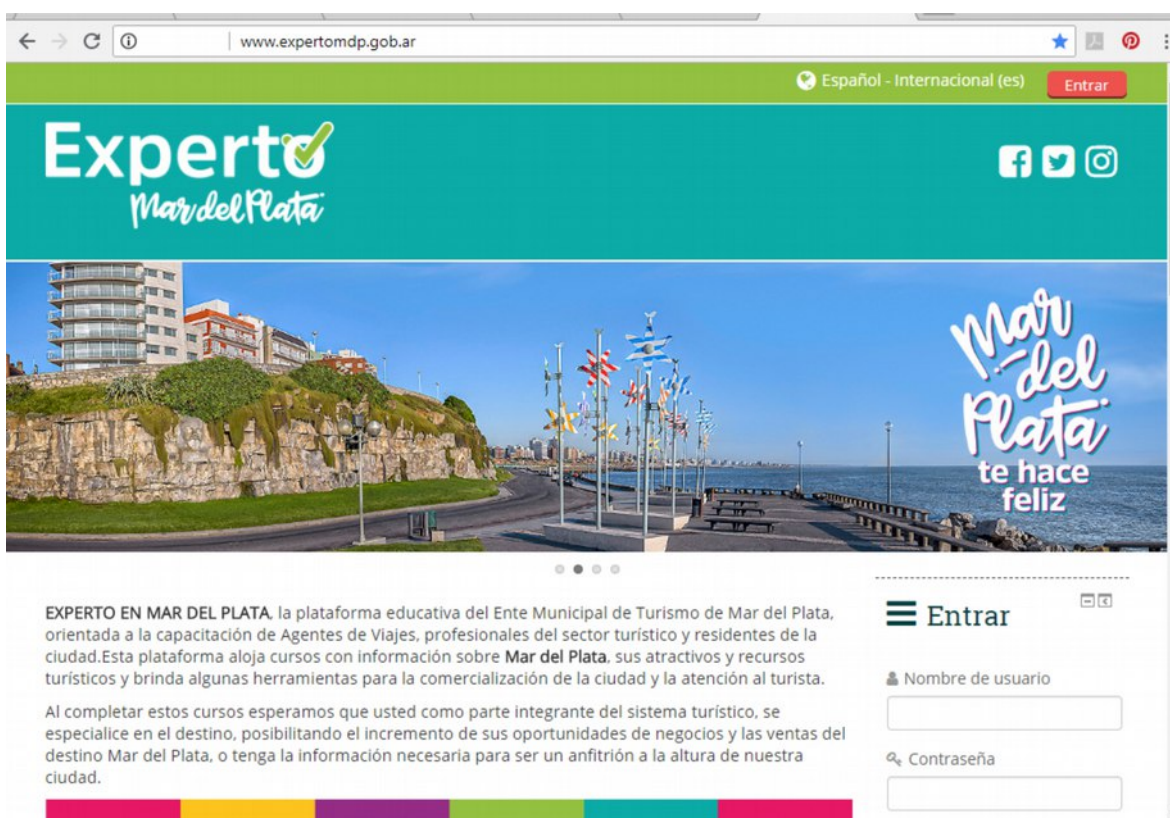 www.expertomdp.gob.ar
Español - Internacional (es)
Entrar
Experto
Mar del Plata
Mar
del
Plata
te hace
feliz
EXPERTO EN MAR DEL PLATA, la plataforma educativa del Ente Municipal de Turismo de Mar del Plata,
orientada a la capacitación de Agentes de Viajes, profesionales del sector turístico y residentes de la
ciudad.Esta plataforma aloja cursos con información sobre Mar del Plata, sus atractivos y recursos
turísticos y brinda algunas herramientas para la comercialización de la ciudad y la atención al turista.
Al completar estos cursos esperamos que usted como parte integrante del sistema turístico, se
especialice en el destino, posibilitando el incremento de sus oportunidades de negocios y las ventas del
destino Mar del Plata, o tenga la información necesaria para ser un anfitrión a la altura de nuestra
ciudad.
Entrar
Nombre de usuario
Contraseña